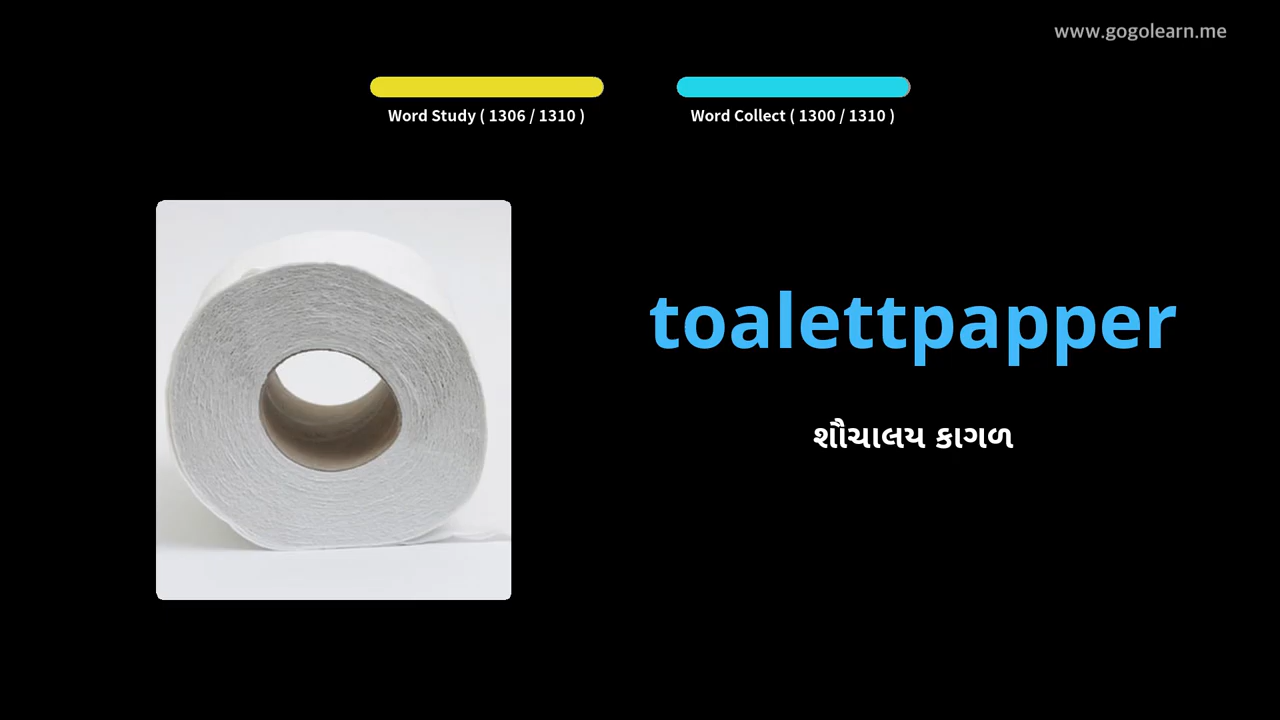 www.gogolearn.me
Word Study ( 1306 / 1310 )
Word Collect ( 1300 / 1310 )
toalettpapper
શૌચાલય કાગળ